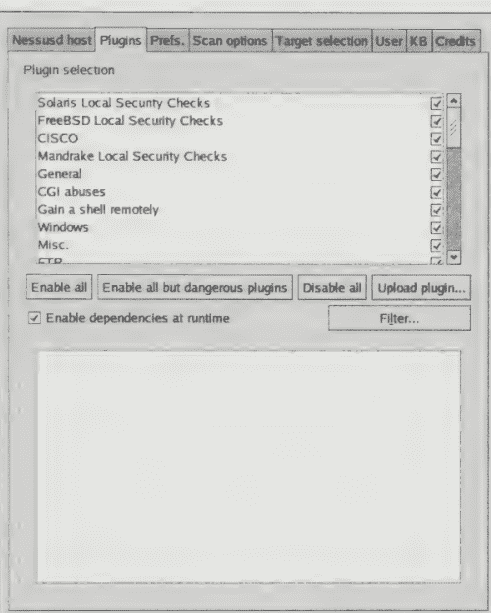 Nessusd host Plugins Prefs. Scan options Target selection User KB Credits
Plugin selection
Solaris Local Security Checks
FreeBSD Local Security Checks
CISCO
Mandrake Local Security Checks
General
CGI abuses
Gain a shell remotely
Windows
Misc.
FTP
Enable all Enable all but dangerous plugins Disable all Upload plugin...
Enable dependencies at runtime Filter...